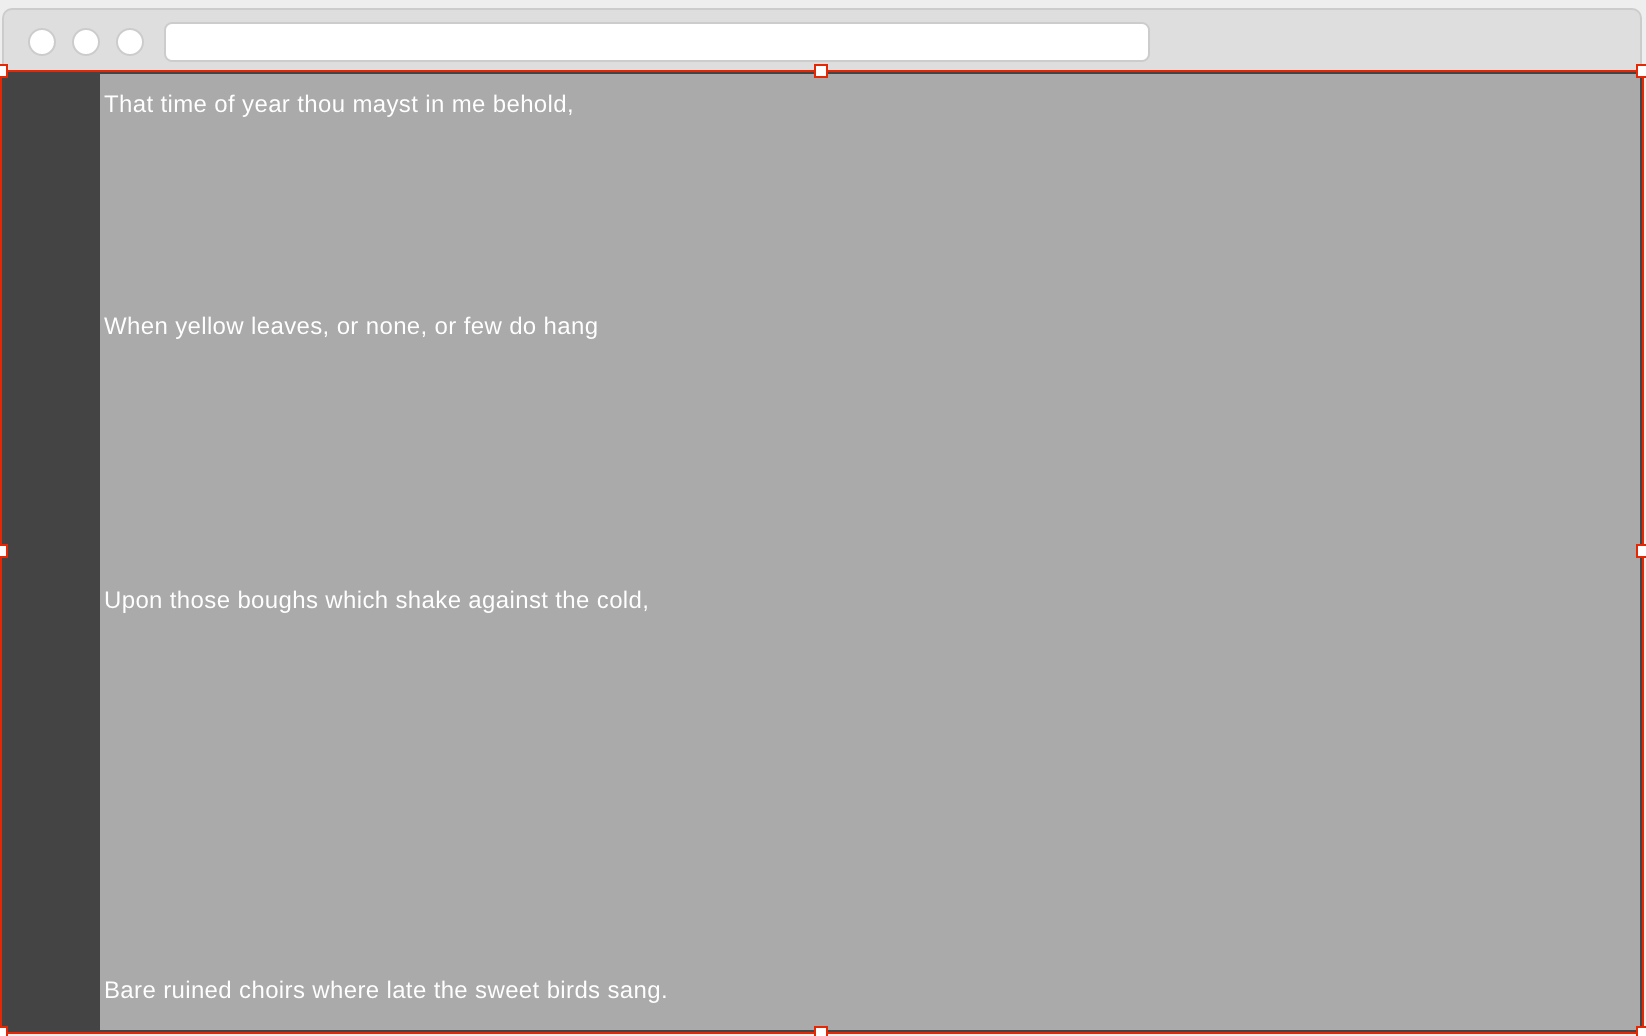 That time of year thou mayst in me behold,
When yellow leaves, or none, or few do hang
Upon those boughs which shake against the cold,
Bare ruined choirs where late the sweet birds sang.